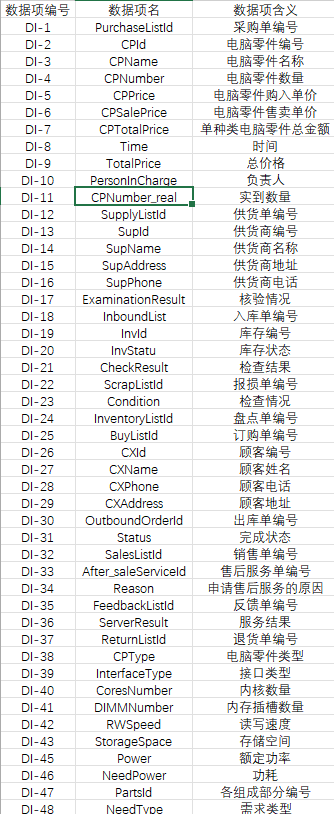 数据项编号 数据项名 数据项含义
DI-1 PurchaseListId 采购单编号
DI-2 CPId 电脑零件编号
DI-3 CPName 电脑零件名称
DI-4 CPNumber 电脑零件数量
DI-5 CPPrice 电脑零件购入单价
DI-6 CPSalePrice 电脑零件售卖单价
DI-7 CPTotalPrice 单种类电脑零件总金额
DI-8 Time 时间
DI-9 TotalPrice 总价格
DI-10 PersonInCharge 负责人
DI-11 CPNumber_real 实到数量
DI-12 SupplyListId 供货单编号
DI-13 SupId 供货商编号
DI-14 SupName 供货商名称
DI-15 SupAddress 供货商地址
DI-16 SupPhone 供货商电话
DI-17 ExaminationResult 核验情况
DI-18 InboundList 入库单编号
DI-19 InvId 库存编号
DI-20 InvStatu 库存状态
DI-21 CheckResult 检查结果
DI-22 ScrapListId 报损单编号
DI-23 Condition 检查情况
DI-24 InventoryListId 盘点单编号
DI-25 BuyListId 订购单编号
DI-26 CXId 顾客编号
DI-27 CXName 顾客姓名
DI-28 CXPhone 顾客电话
DI-29 CXAddress 顾客地址
DI-30 OutboundOrderId 出库单编号
DI-31 Status 完成状态
DI-32 SalesListId 销售单编号
DI-33 After_saleServiceId 售后服务单编号
DI-34 Reason 申请售后服务的原因
DI-35 FeedbackListId 反馈单编号
DI-36 ServerResult 服务结果
DI-37 ReturnListId 退货单编号
DI-38 CPType 电脑零件类型
DI-39 InterfaceType 接口类型
DI-40 CoresNumber 内核数量
DI-41 DIMMNumber 内存插槽数量
DI-42 RWSpeed 读写速度
DI-43 StorageSpace 存储空间
DI-45 Power 额定功率
DI-46 NeedPower 功耗
DI-47 PartsId 各组成部分编号
DI-48 NeedType 需求类型